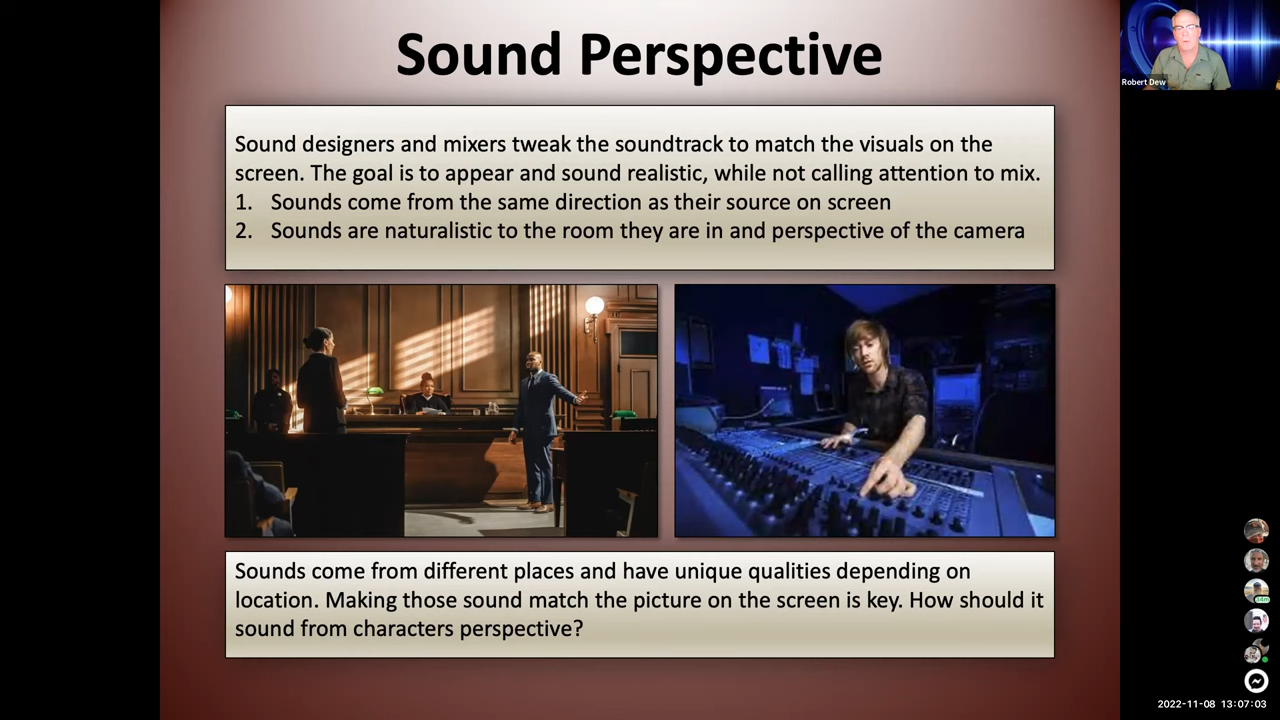 Sound Perspective
Robert Dew
Sound designers and mixers tweak the soundtrack to match the visuals on the
screen. The goal is to appear and sound realistic, while not calling attention to mix.
1. Sounds come from the same direction as their source on screen
2. Sounds are naturalistic to the room they are in and perspective of the camera
Sounds come from different places and have unique qualities depending on
location. Making those sound match the picture on the screen is key. How should it
sound from characters perspective?
2022-11-08 13:07:03